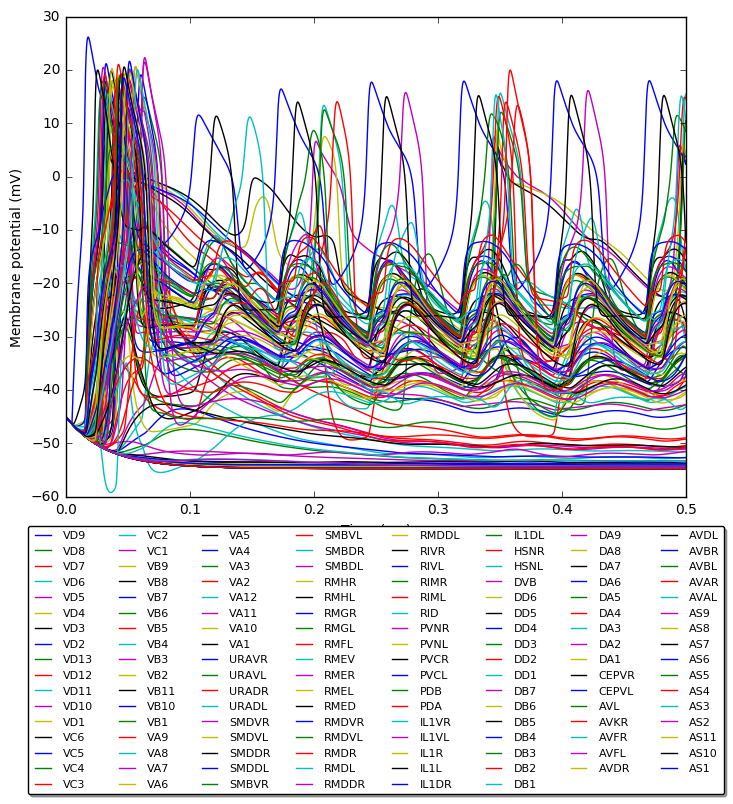 30
20
10
0
−10
−20
−30
−40
−50
−60
Membrane potential (mV)
0.0
0.1
0.2
0.3
0.4
0.5
VD9
VD8
VD7
VD6
VD5
VD4
VD3
VD2
VD13
VD12
VD11
VD10
VD1
VC6
VC5
VC4
VC3
VC2
VC1
VB9
VB8
VB7
VB6
VB5
VB4
VB3
VB2
VB11
VB10
VB1
VA9
VA8
VA7
VA6
VA5
VA4
VA3
VA2
VA12
VA11
VA10
VA1
URAVR
URAVL
URADR
URADL
SMDVR
SMDVL
SMDDR
SMDDL
SMBVR
SMBVL
SMBDR
SMBDL
RMHR
RMHL
RMGR
RMGL
RMFL
RMEV
RMER
RMEL
RMED
RMDVR
RMDVL
RMDR
RMDL
RMDDR
RMDDL
RIVR
RIVL
RIMR
RIML
RID
PVNR
PVNL
PVCR
PVCL
PDB
PDA
IL1VR
IL1VL
IL1R
IL1L
IL1DR
IL1DL
HSNR
HSNL
DVB
DD6
DD5
DD4
DD3
DD2
DD1
DB7
DB6
DB5
DB4
DB3
DB2
DB1
DA9
DA8
DA7
DA6
DA5
DA4
DA3
DA2
DA1
CEPVR
CEPVL
AVL
AVKR
AVFR
AVFL
AVDR
AVDL
AVBR
AVBL
AVAR
AVAL
AS9
AS8
AS7
AS6
AS5
AS4
AS3
AS2
AS11
AS10
AS1